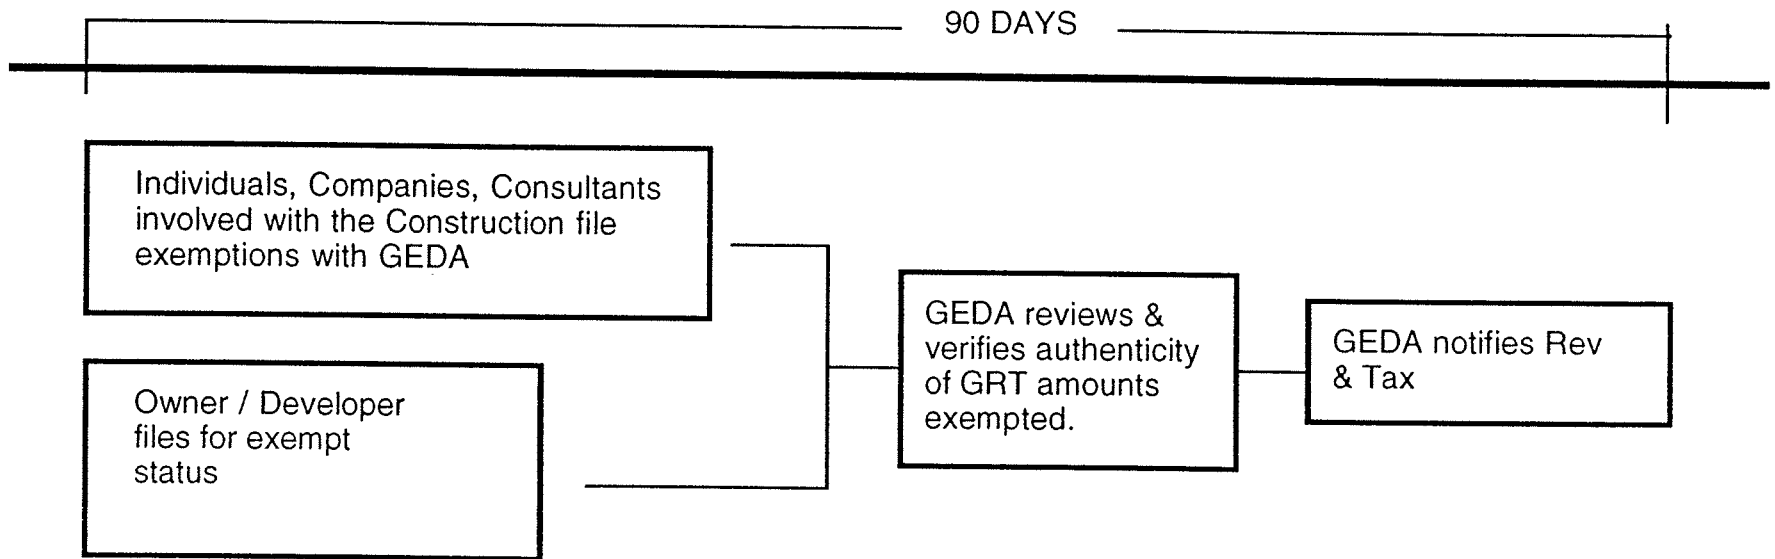 90 DAYS
Individuals, Companies, Consultants
involved with the Construction file
exemptions with GEDA
Owner / Developer
files for exempt
status
GEDA reviews &
verifies authenticity
of GRT amounts
exempted.
GEDA notifies Rev
& Tax